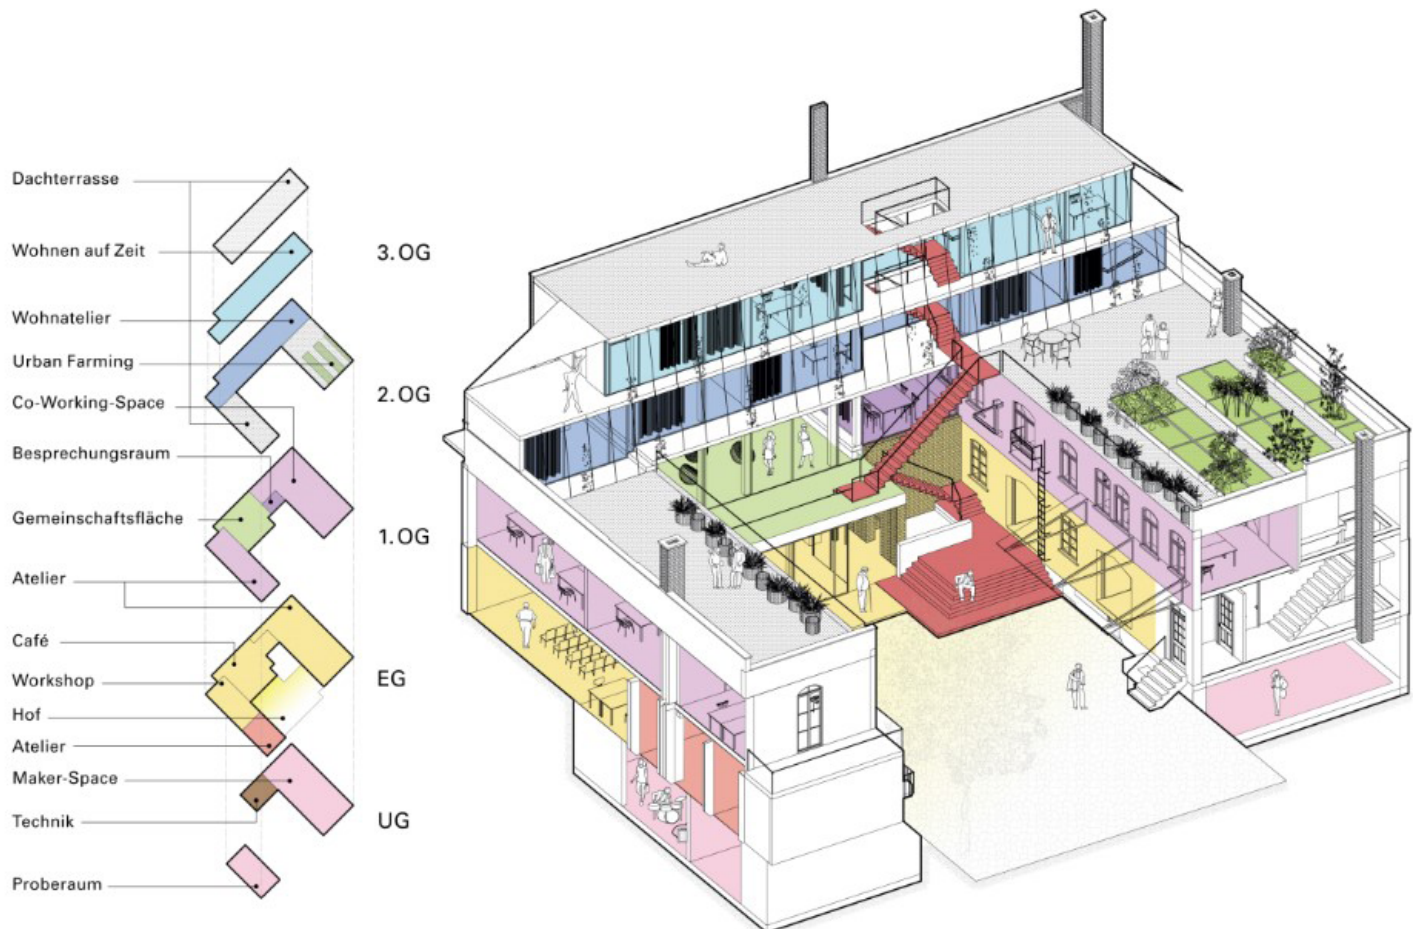 Dachterrasse
Wohnen auf Zeit
3.OG
Wohnatelier
Urban Farming
2.OG
Co-Working-Space
Besprechungsraum
Gemeinschaftsfläche
1.OG
Atelier
Café
Workshop
EG
Hof
Atelier
Maker-Space
Technik
UG
Proberaum